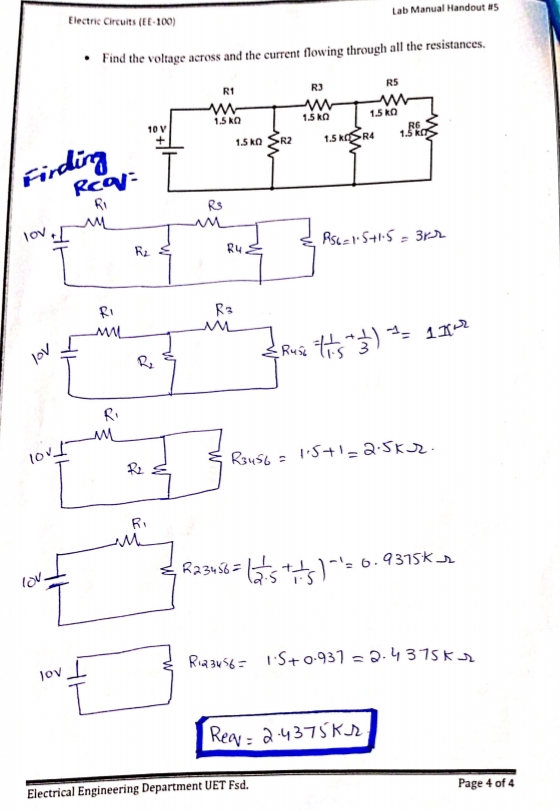 Lab Manual Handout #5
Electric Circuits (EE-100)
• Find the voltage across and the current flowing through all the resistances.
R1 R3 R5
1.5 kΩ 1.5 kΩ 1.5 kΩ
10 V
+
1.5 kΩ R2 1.5 kΩ R4 R6
1.5 kΩ
Finding
Req:-
R1 R3
10V +
R2 R4 R56=1.5+1.5 = 3kΩ
R1 R3
10V R2 R456 = (1/1.5 + 1/3)^-1 = 1kΩ
R1
10V R2 R3456 = 1.5+1 = 2.5KΩ.
R1
10V R23456 = (1/2.5 + 1/1.5)^-1 = 0.9375KΩ
10V R123456 = 1.5+0.937 = 2.4375KΩ
Req = 2.4375KΩ
Electrical Engineering Department UET Fsd. Page 4 of 4